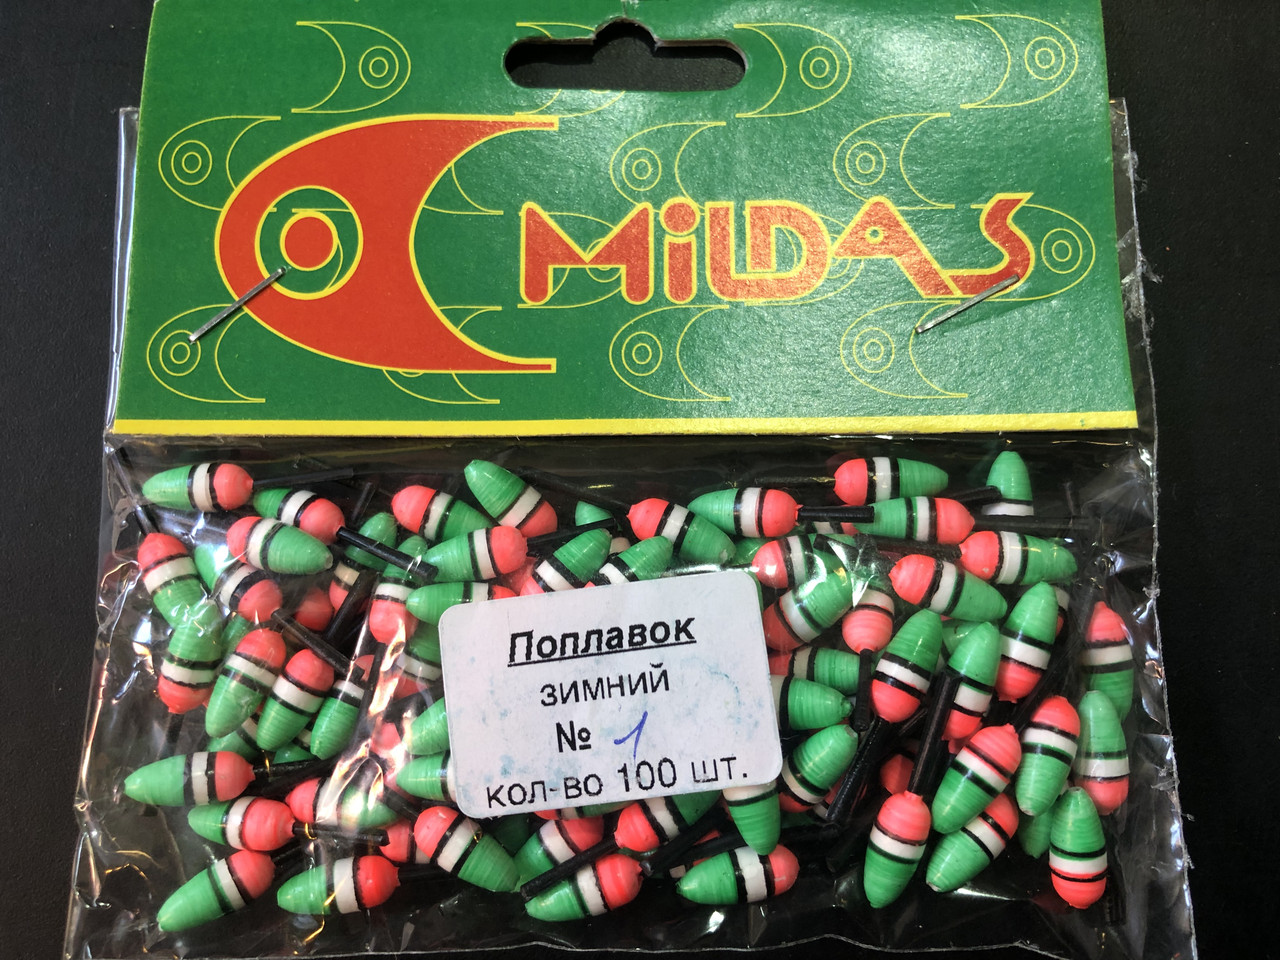 MiLDAS
Поплавок
зимний
№ 1
кол-во 100 шт.